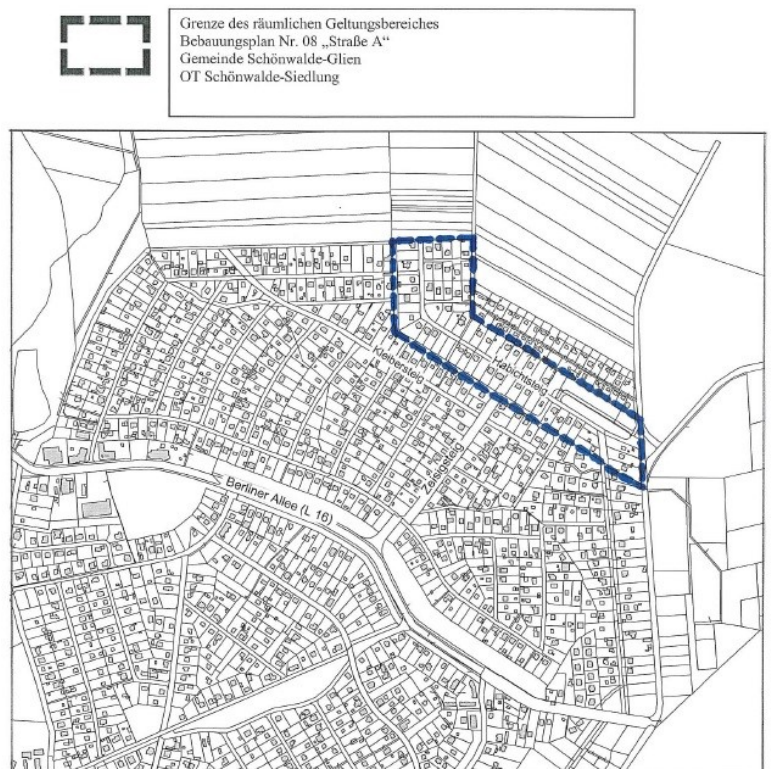 Grenze des räumlichen Geltungsbereiches
Bebauungsplan Nr. 08 „Straße A“
Gemeinde Schönwalde-Glien
OT Schönwalde-Siedlung
Kleibersteig
Habichtsteig
Zeisigsteig
Berliner Allee (L 16)